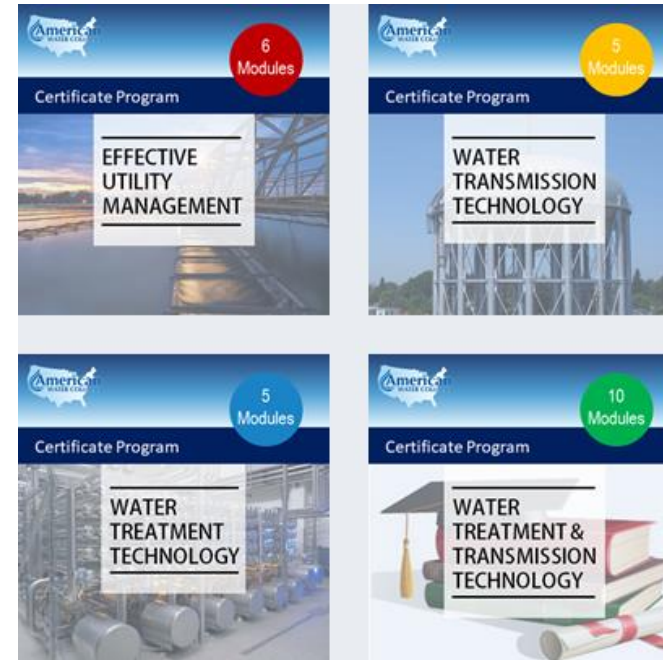 American
6
Modules
Certificate Program
EFFECTIVE
UTILITY
MANAGEMENT
American
5
Modules
Certificate Program
WATER
TRANSMISSION
TECHNOLOGY
American
5
Modules
Certificate Program
WATER
TREATMENT
TECHNOLOGY
American
10
Modules
Certificate Program
WATER
TREATMENT &
TRANSMISSION
TECHNOLOGY